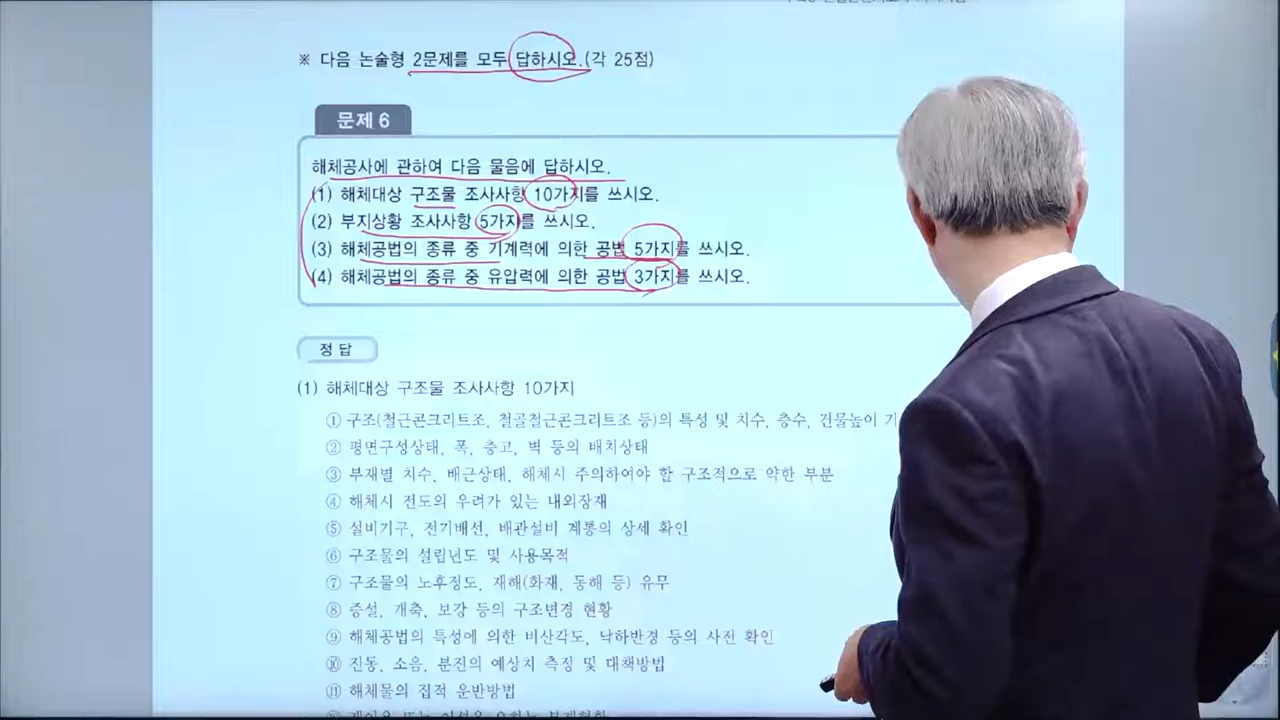 ※ 다음 논술형 2문제를 모두 답하시오.(각 25점)
문제 6
해체공사에 관하여 다음 물음에 답하시오.
(1) 해체대상 구조물 조사사항 10가지를 쓰시오.
(2) 부지상황 조사사항 5가지를 쓰시오.
(3) 해체공법의 종류 중 기계력에 의한 공법 5가지를 쓰시오.
(4) 해체공법의 종류 중 유압력에 의한 공법 3가지를 쓰시오.
정 답
(1) 해체대상 구조물 조사사항 10가지
① 구조(철근콘크리트조, 철골철근콘크리트조 등)의 특성 및 치수, 층수, 건물높이 기
② 평면구성상태, 폭, 층고, 벽 등의 배치상태
③ 부재별 치수, 배근상태, 해체시 주의하여야 할 구조적으로 약한 부분
④ 해체시 전도의 우려가 있는 내외장재
⑤ 설비기구, 전기배선, 배관설비 계통의 상세 확인
⑥ 구조물의 설립년도 및 사용목적
⑦ 구조물의 노후정도, 재해(화재, 동해 등) 유무
⑧ 증설, 개축, 보강 등의 구조변경 현황
⑨ 해체공법의 특성에 의한 비산각도, 낙하반경 등의 사전 확인
⑩ 진동, 소음, 분진의 예상치 측정 및 대책방법
⑪ 해체물의 집적 운반방법